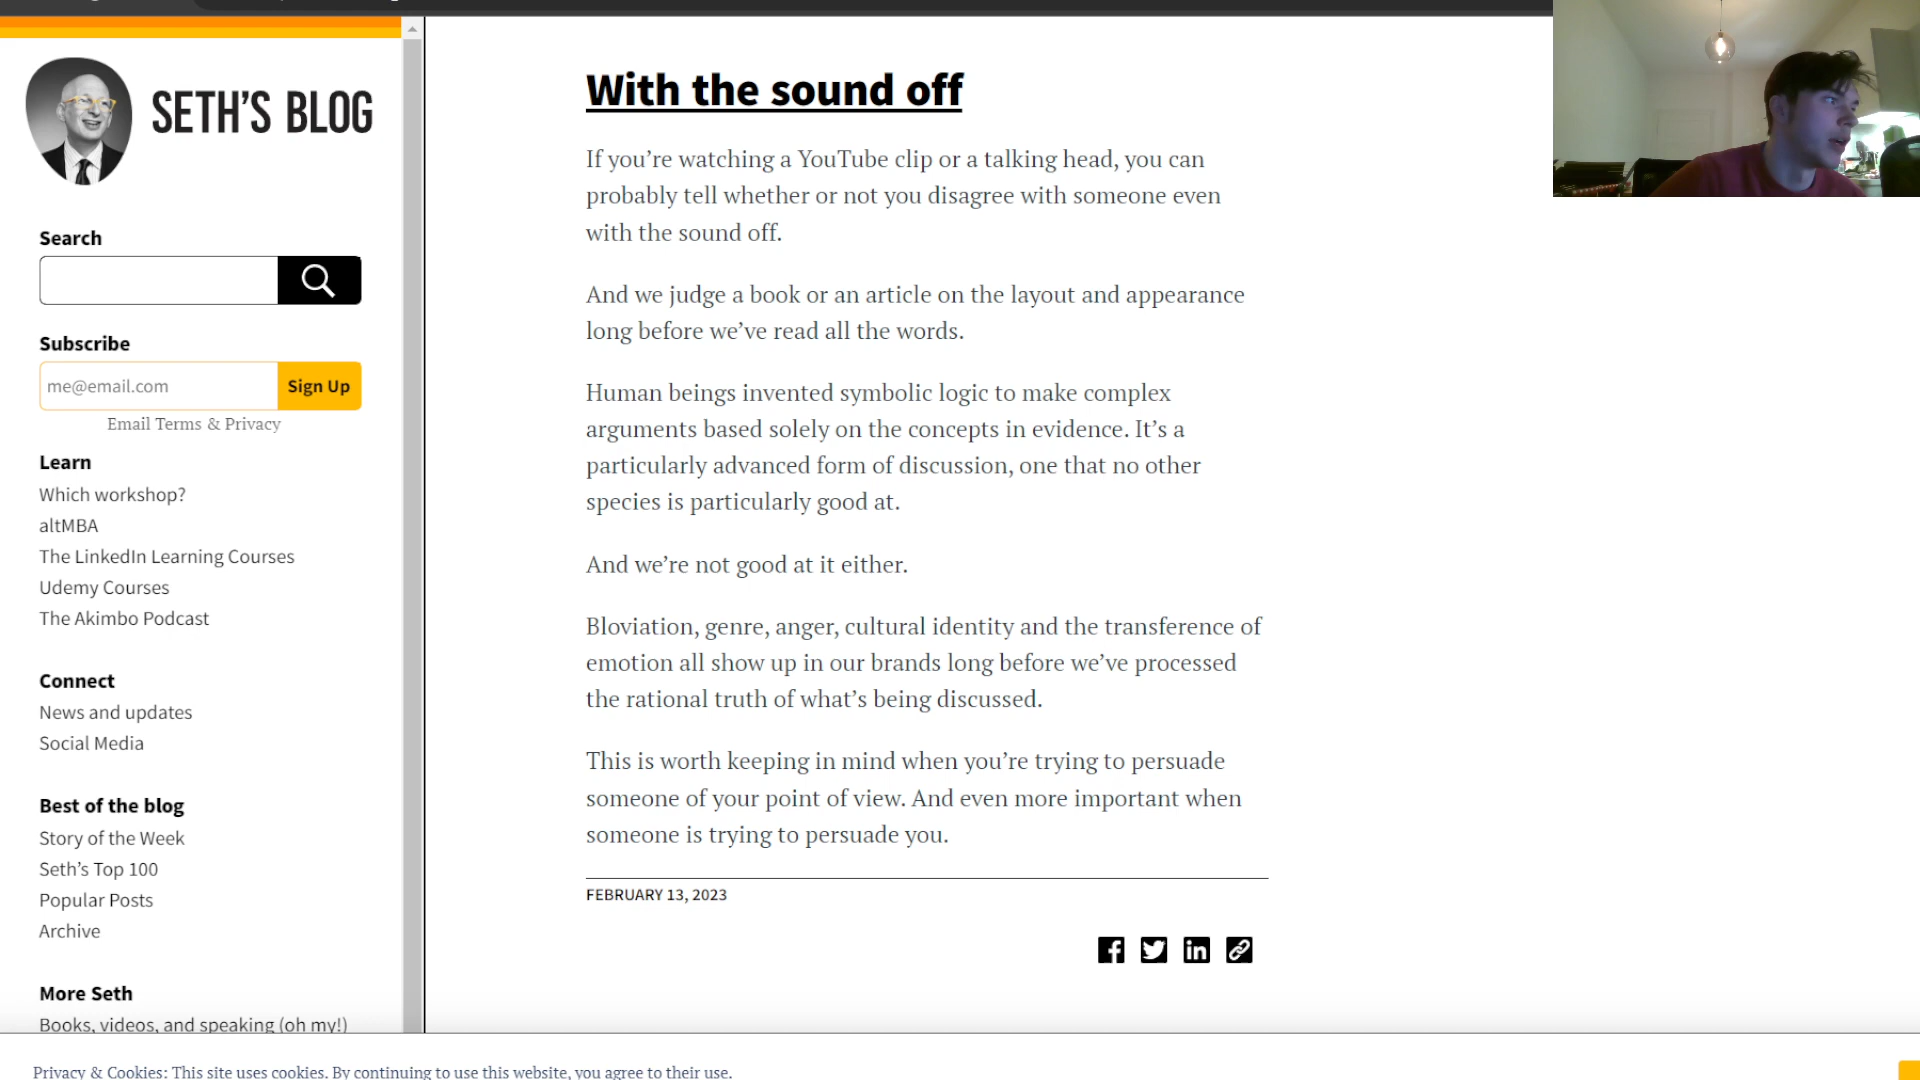 SETH'S BLOG
Search
Subscribe
me@email.com
Sign Up
Email Terms & Privacy
Learn
Which workshop?
altMBA
The LinkedIn Learning Courses
Udemy Courses
The Akimbo Podcast
Connect
News and updates
Social Media
Best of the blog
Story of the Week
Seth's Top 100
Popular Posts
Archive
More Seth
Books, videos, and speaking (oh my!)
With the sound off
If you’re watching a YouTube clip or a talking head, you can
probably tell whether or not you disagree with someone even
with the sound off.
And we judge a book or an article on the layout and appearance
long before we’ve read all the words.
Human beings invented symbolic logic to make complex
arguments based solely on the concepts in evidence. It’s a
particularly advanced form of discussion, one that no other
species is particularly good at.
And we’re not good at it either.
Bloviation, genre, anger, cultural identity and the transference of
emotion all show up in our brands long before we’ve processed
the rational truth of what’s being discussed.
This is worth keeping in mind when you’re trying to persuade
someone of your point of view. And even more important when
someone is trying to persuade you.
FEBRUARY 13, 2023
Privacy & Cookies: This site uses cookies. By continuing to use this website, you agree to their use.